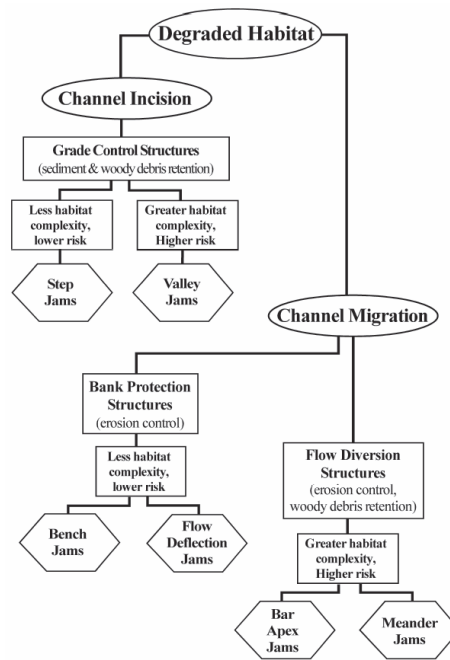 Degraded Habitat
Channel Incision
Grade Control Structures
(sediment & woody debris retention)
Less habitat
complexity,
lower risk
Greater habitat
complexity,
Higher risk
Step
Jams
Valley
Jams
Channel Migration
Bank Protection
Structures
(erosion control)
Less habitat
complexity,
lower risk
Bench
Jams
Flow
Deflection
Jams
Flow Diversion
Structures
(erosion control,
woody debris retention)
Greater habitat
complexity,
Higher risk
Bar
Apex
Jams
Meander
Jams